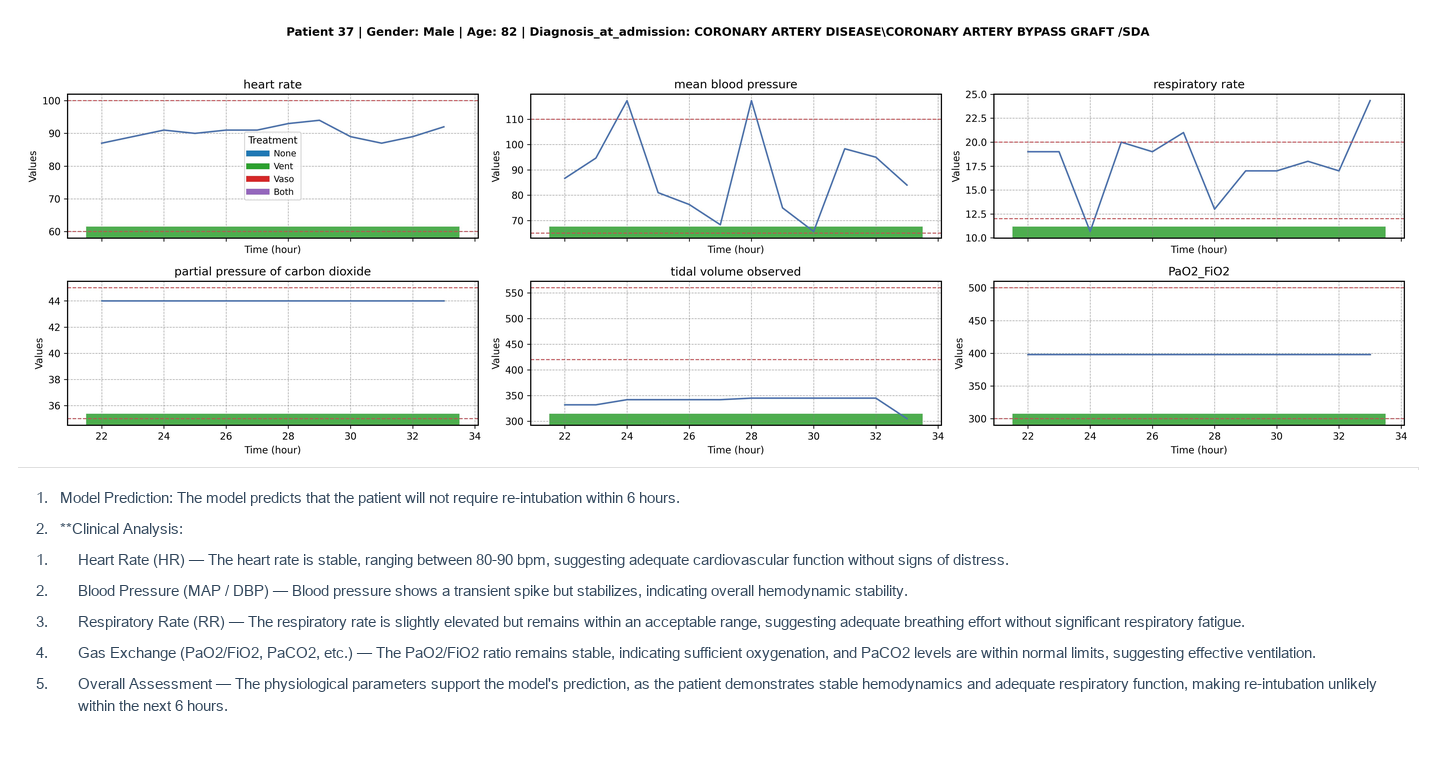 Patient 37 | Gender: Male | Age: 82 | Diagnosis_at_admission: CORONARY ARTERY DISEASE\CORONARY ARTERY BYPASS GRAFT /SDA
heart rate
100
90
80
70
60
Values
Time (hour)
Treatment
None
Vent
Vaso
Both
mean blood pressure
110
100
90
80
70
Values
Time (hour)
respiratory rate
25.0
22.5
20.0
17.5
15.0
12.5
10.0
Values
Time (hour)
partial pressure of carbon dioxide
44
42
40
38
36
Values
22 24 26 28 30 32 34
Time (hour)
tidal volume observed
550
500
450
400
350
300
Values
22 24 26 28 30 32 34
Time (hour)
PaO2_FiO2
500
450
400
350
300
Values
22 24 26 28 30 32 34
Time (hour)
1. Model Prediction: The model predicts that the patient will not require re-intubation within 6 hours.
2. **Clinical Analysis:
1. Heart Rate (HR) — The heart rate is stable, ranging between 80-90 bpm, suggesting adequate cardiovascular function without signs of distress.
2. Blood Pressure (MAP / DBP) — Blood pressure shows a transient spike but stabilizes, indicating overall hemodynamic stability.
3. Respiratory Rate (RR) — The respiratory rate is slightly elevated but remains within an acceptable range, suggesting adequate breathing effort without significant respiratory fatigue.
4. Gas Exchange (PaO2/FiO2, PaCO2, etc.) — The PaO2/FiO2 ratio remains stable, indicating sufficient oxygenation, and PaCO2 levels are within normal limits, suggesting effective ventilation.
5. Overall Assessment — The physiological parameters support the model's prediction, as the patient demonstrates stable hemodynamics and adequate respiratory function, making re-intubation unlikely
within the next 6 hours.